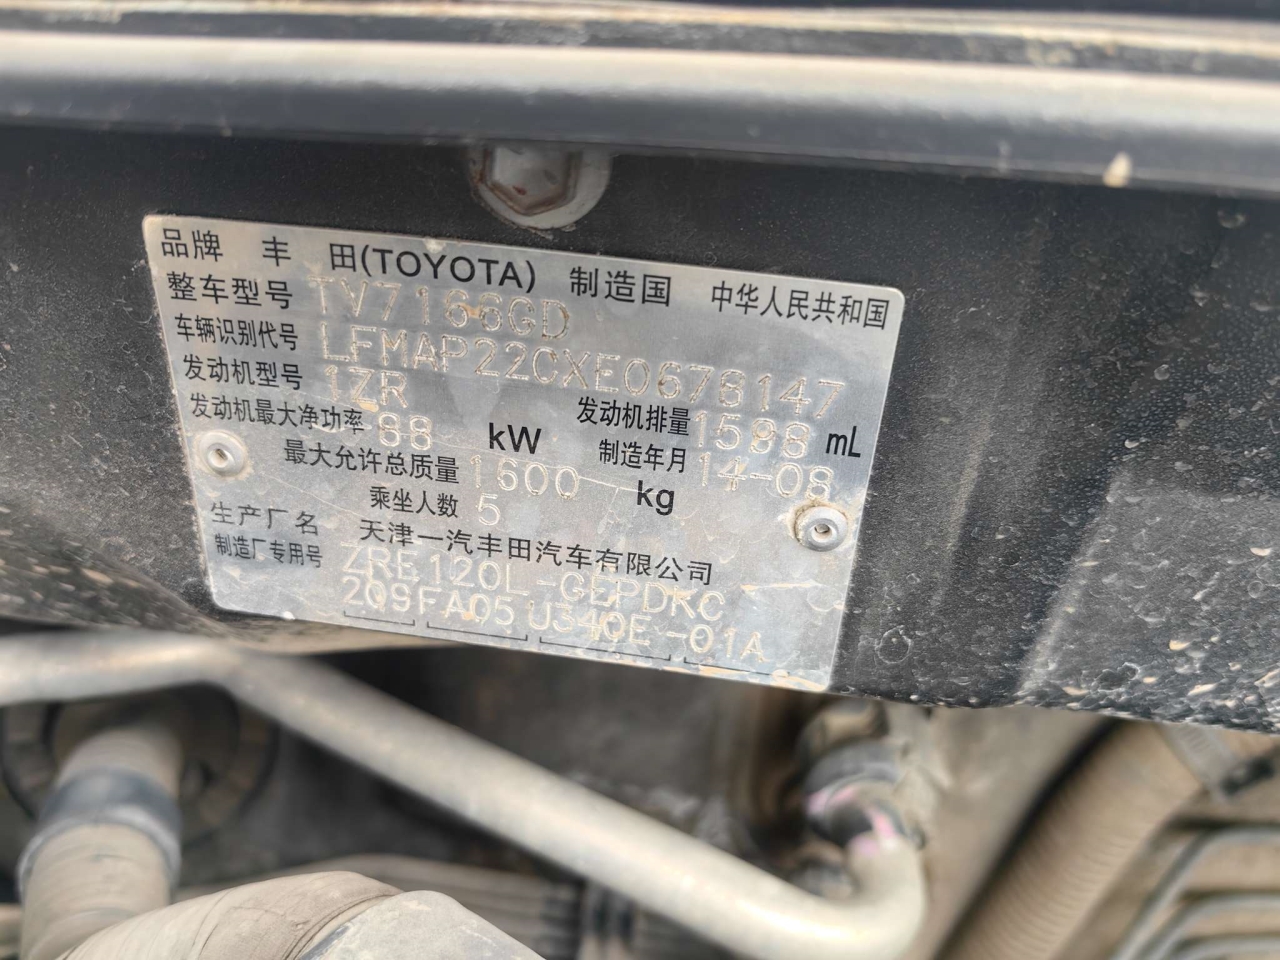 品牌 丰 田(TOYOTA) 制造国 中华人民共和国
整车型号 TV7166GD
车辆识别代号 LFMAP22CXE0676147
发动机型号 1ZR 发动机排量 1598 mL
发动机最大净功率 88 kW 制造年月 14-08
最大允许总质量 1600 kg
乘坐人数 5
生产厂名 天津一汽丰田汽车有限公司
制造厂专用号 ZRE120L-GEPDKC
209 FA05 U340E -01A